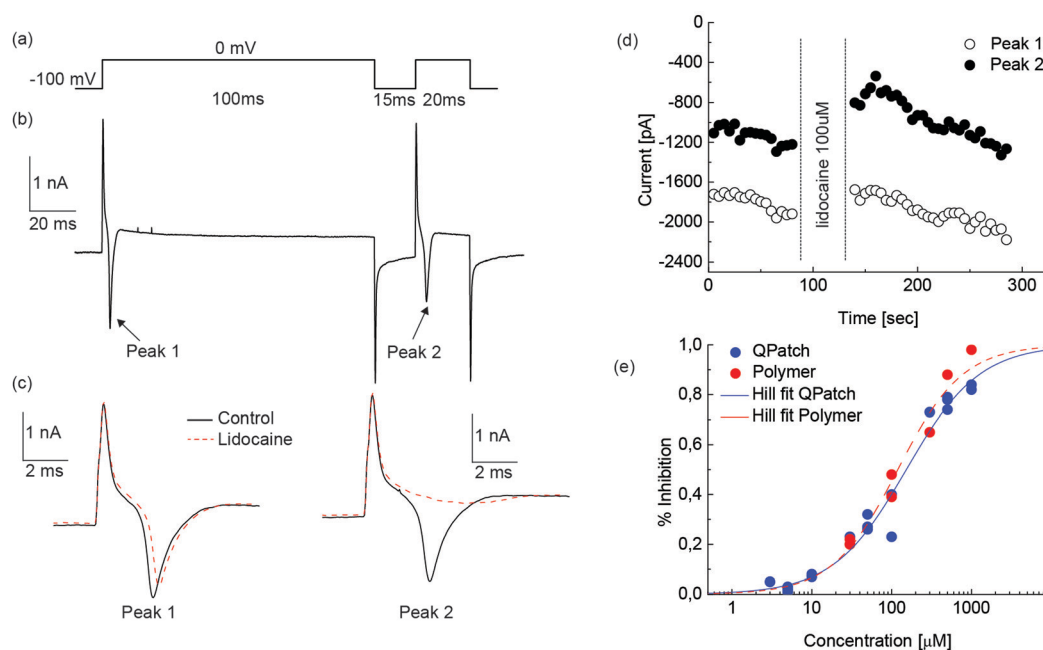 (a)
0 mV
-100 mV
100ms
15ms
20ms
(b)
1 nA
20 ms
Peak 1
Peak 2
(c)
1 nA
2 ms
Control
Lidocaine
1 nA
2 ms
Peak 1
Peak 2
(d)
Peak 1
Peak 2
0
-400
-800
-1200
-1600
-2000
-2400
Current [pA]
lidocaine 100uM
0
100
200
300
Time [sec]
(e)
QPatch
Polymer
Hill fit QPatch
Hill fit Polymer
1,0
0,8
0,6
0,4
0,2
0,0
% Inhibition
1
10
100
1000
Concentration [µM]